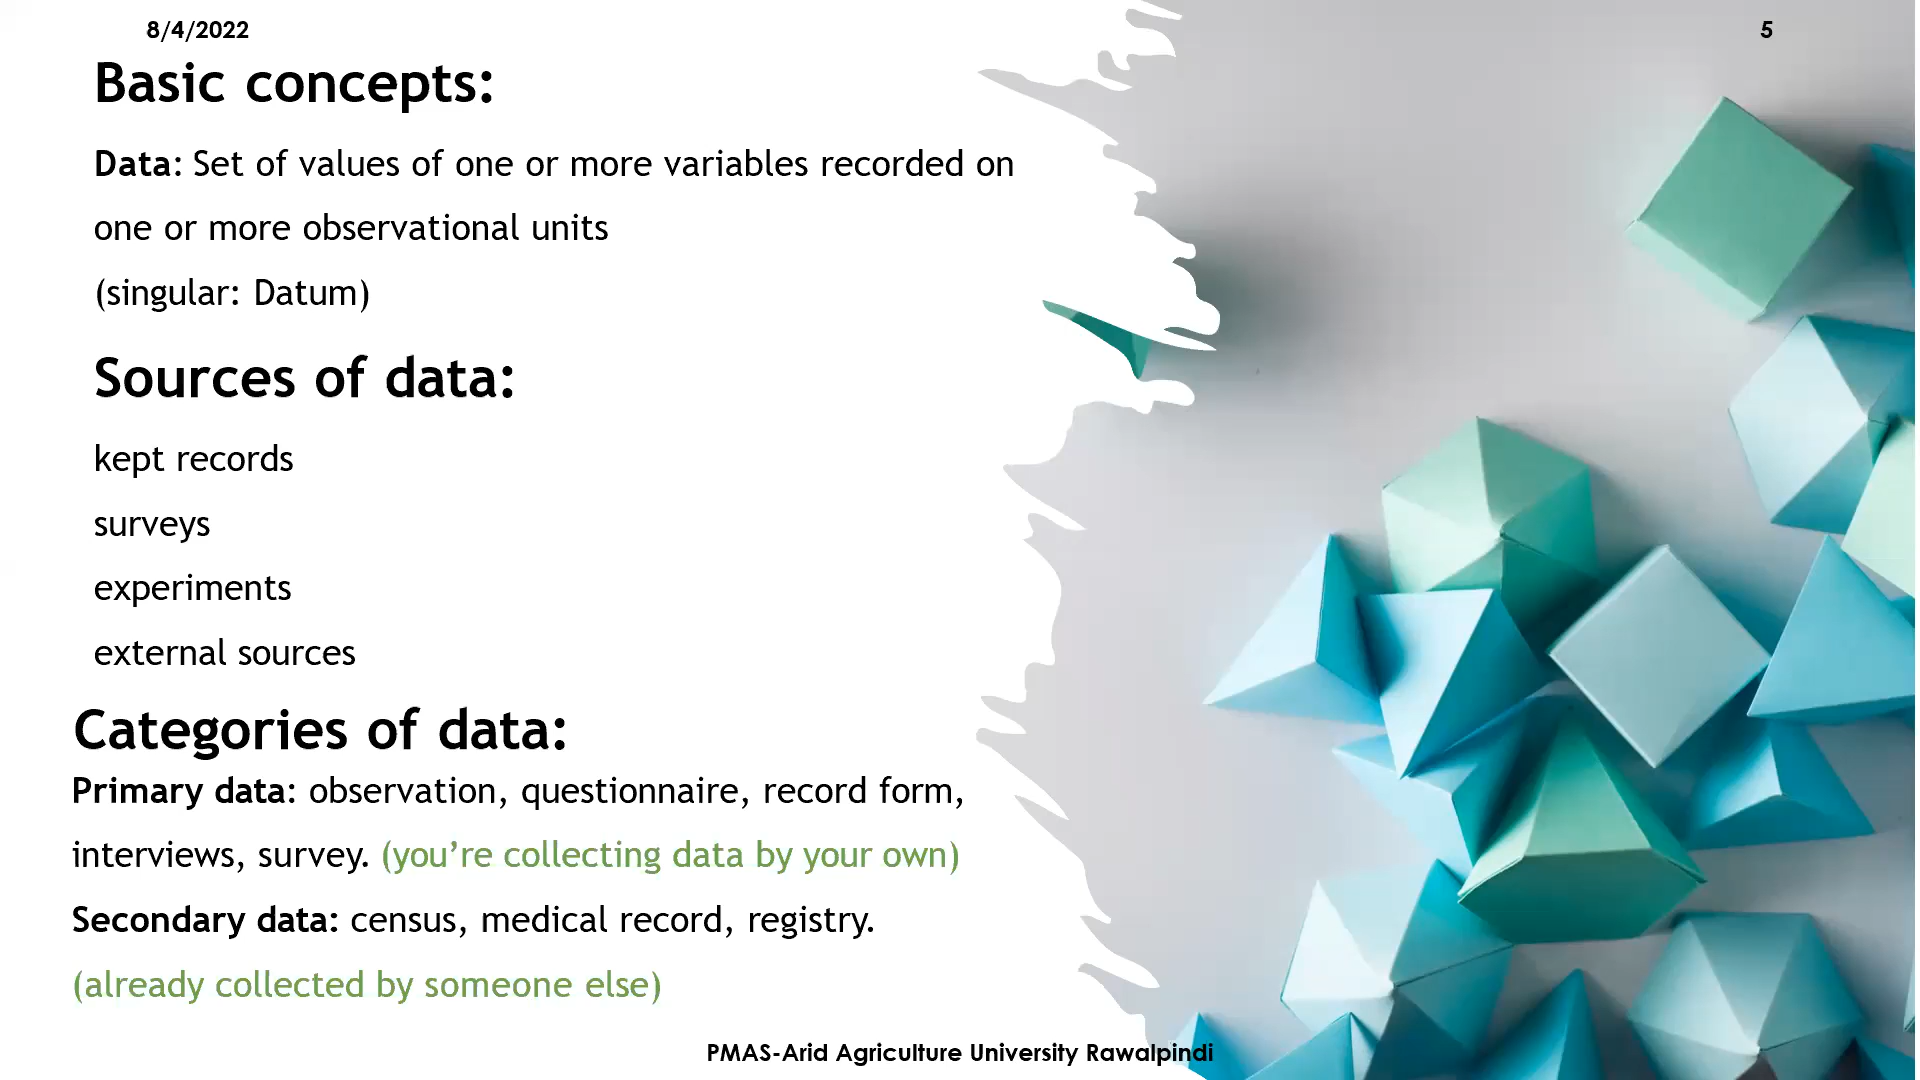 8/4/2022
5
Basic concepts:
Data: Set of values of one or more variables recorded on
one or more observational units
(singular: Datum)
Sources of data:
kept records
surveys
experiments
external sources
Categories of data:
Primary data: observation, questionnaire, record form,
interviews, survey. (you’re collecting data by your own)
Secondary data: census, medical record, registry.
(already collected by someone else)
PMAS-Arid Agriculture University Rawalpindi